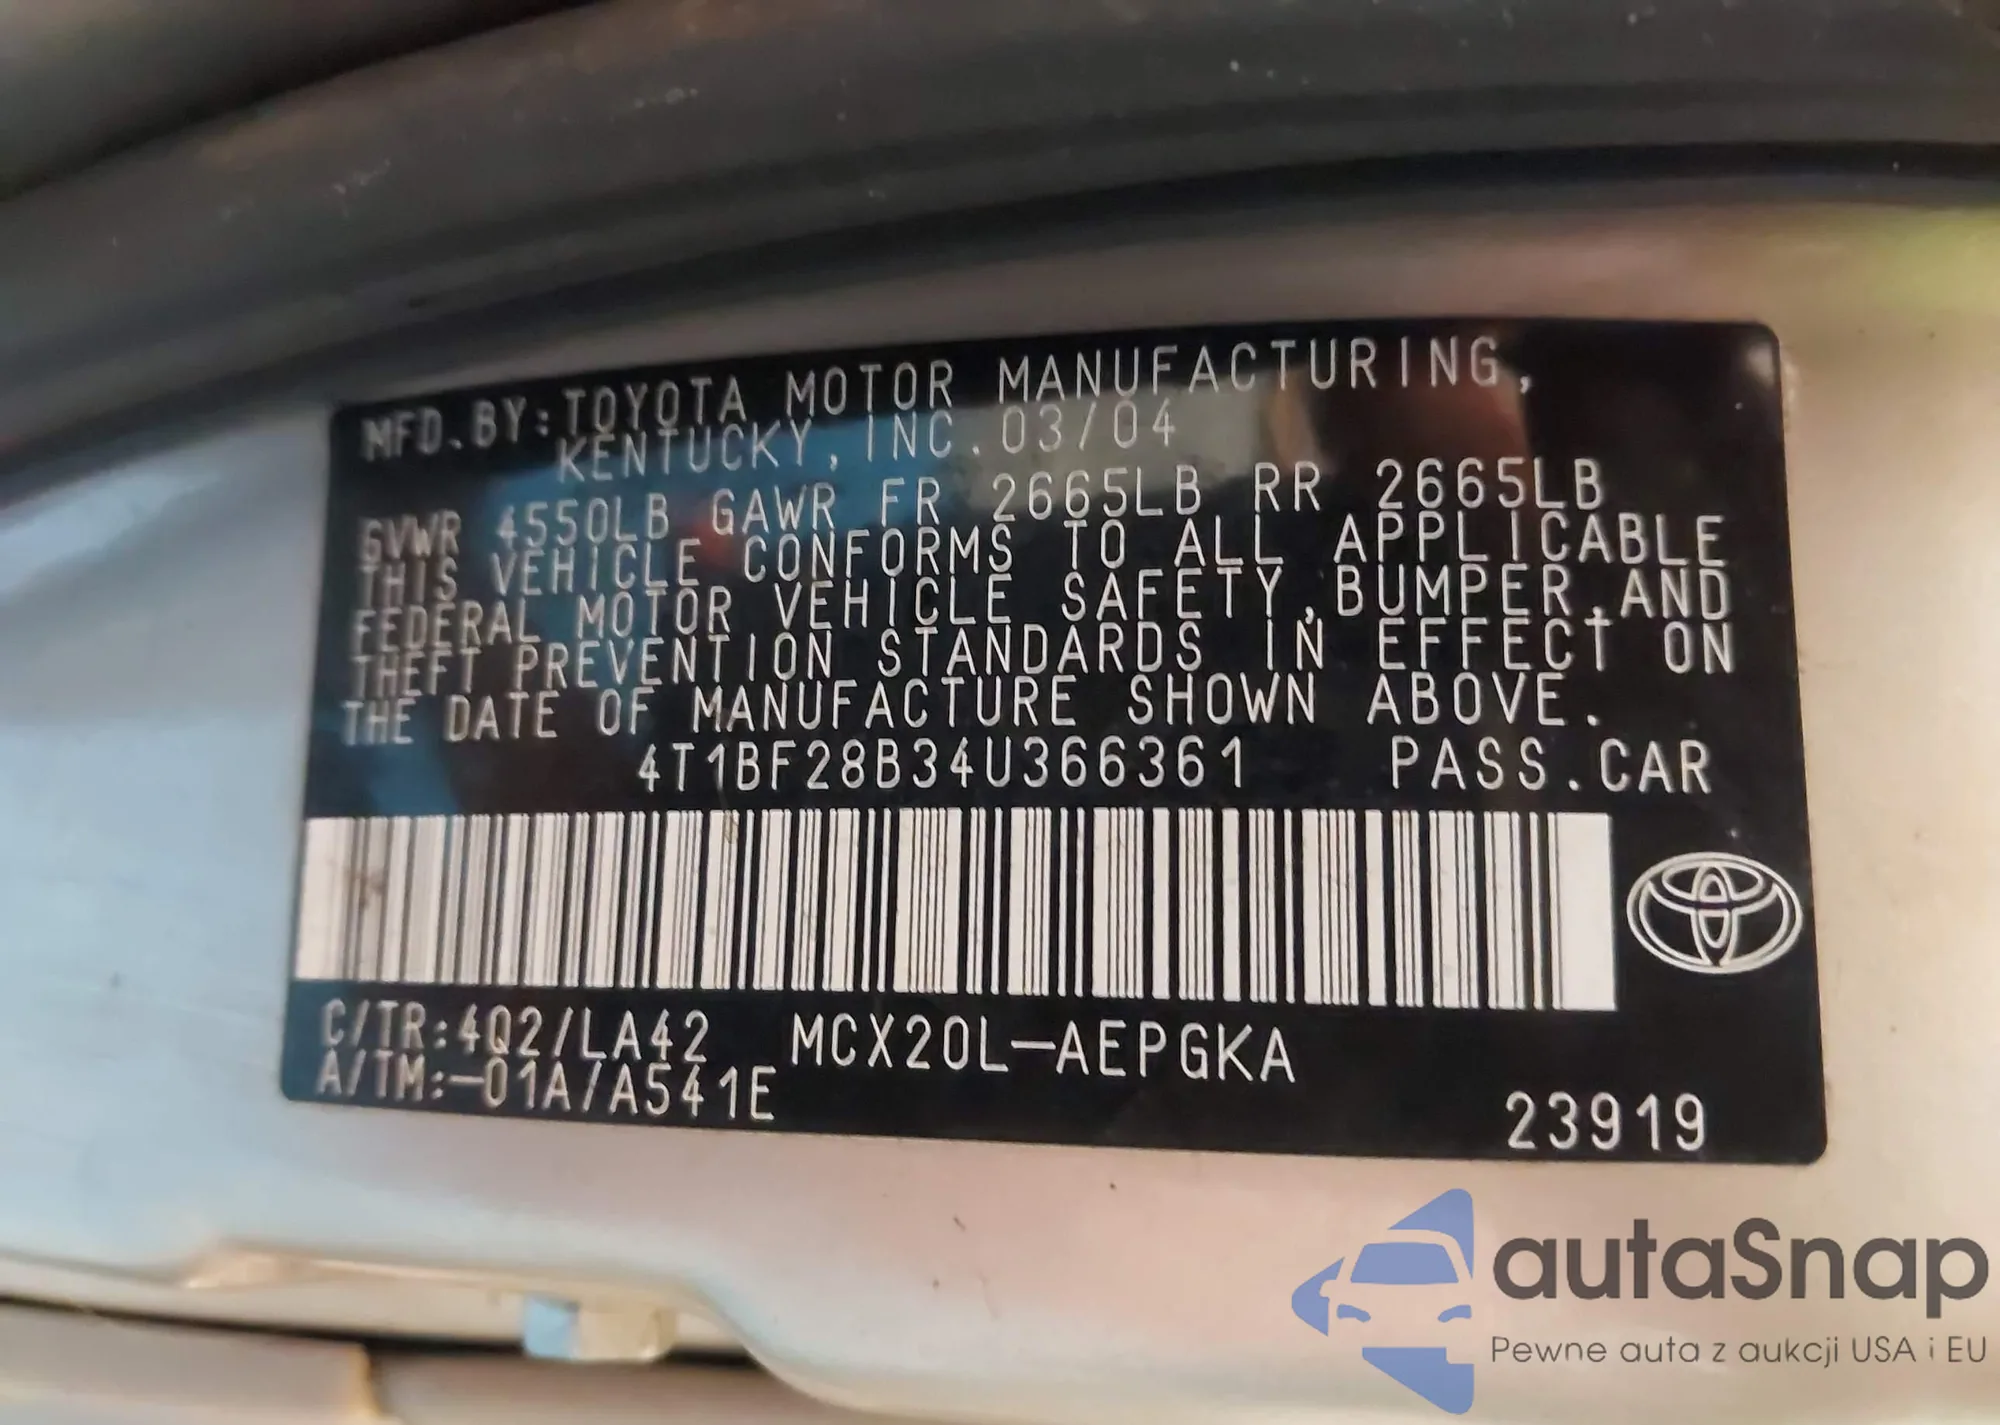 MFD.BY:TOYOTA MOTOR MANUFACTURING,
KENTUCKY, INC. 03/04
GVWR 4550LB GAWR FR 2665LB RR 2665LB
THIS VEHICLE CONFORMS TO ALL APPLICABLE
FEDERAL MOTOR VEHICLE SAFETY,BUMPER,AND
THEFT PREVENTION STANDARDS IN EFFECT ON
THE DATE OF MANUFACTURE SHOWN ABOVE.
4T1BF28B34U366361 PASS.CAR
C/TR:4Q2/LA42 MCX20L-AEPGKA
A/TM:-01A/A541E
23919
autaSnap
Pewne auta z aukcji USA i EU